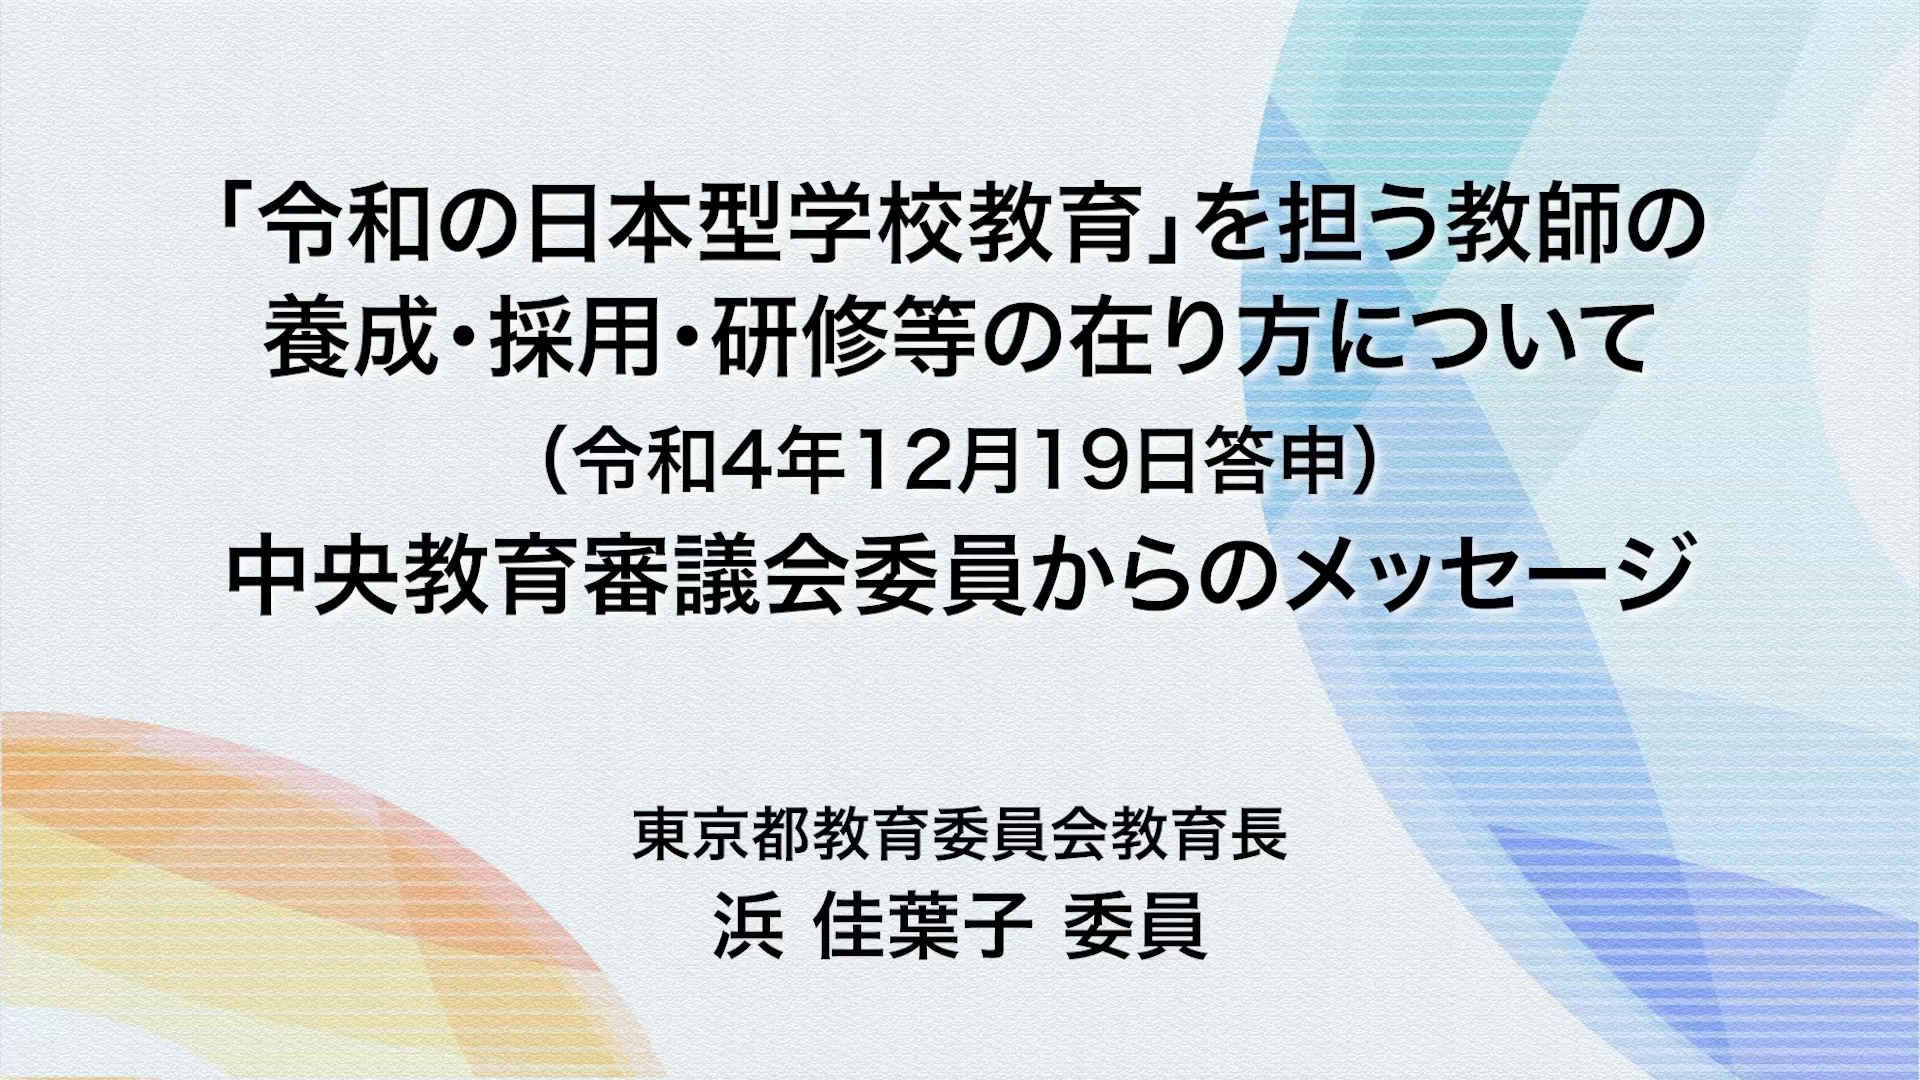 「令和の日本型学校教育」を担う教師の
養成・採用・研修等の在り方について
（令和4年12月19日答申）
中央教育審議会委員からのメッセージ
東京都教育委員会教育長
浜 佳葉子 委員